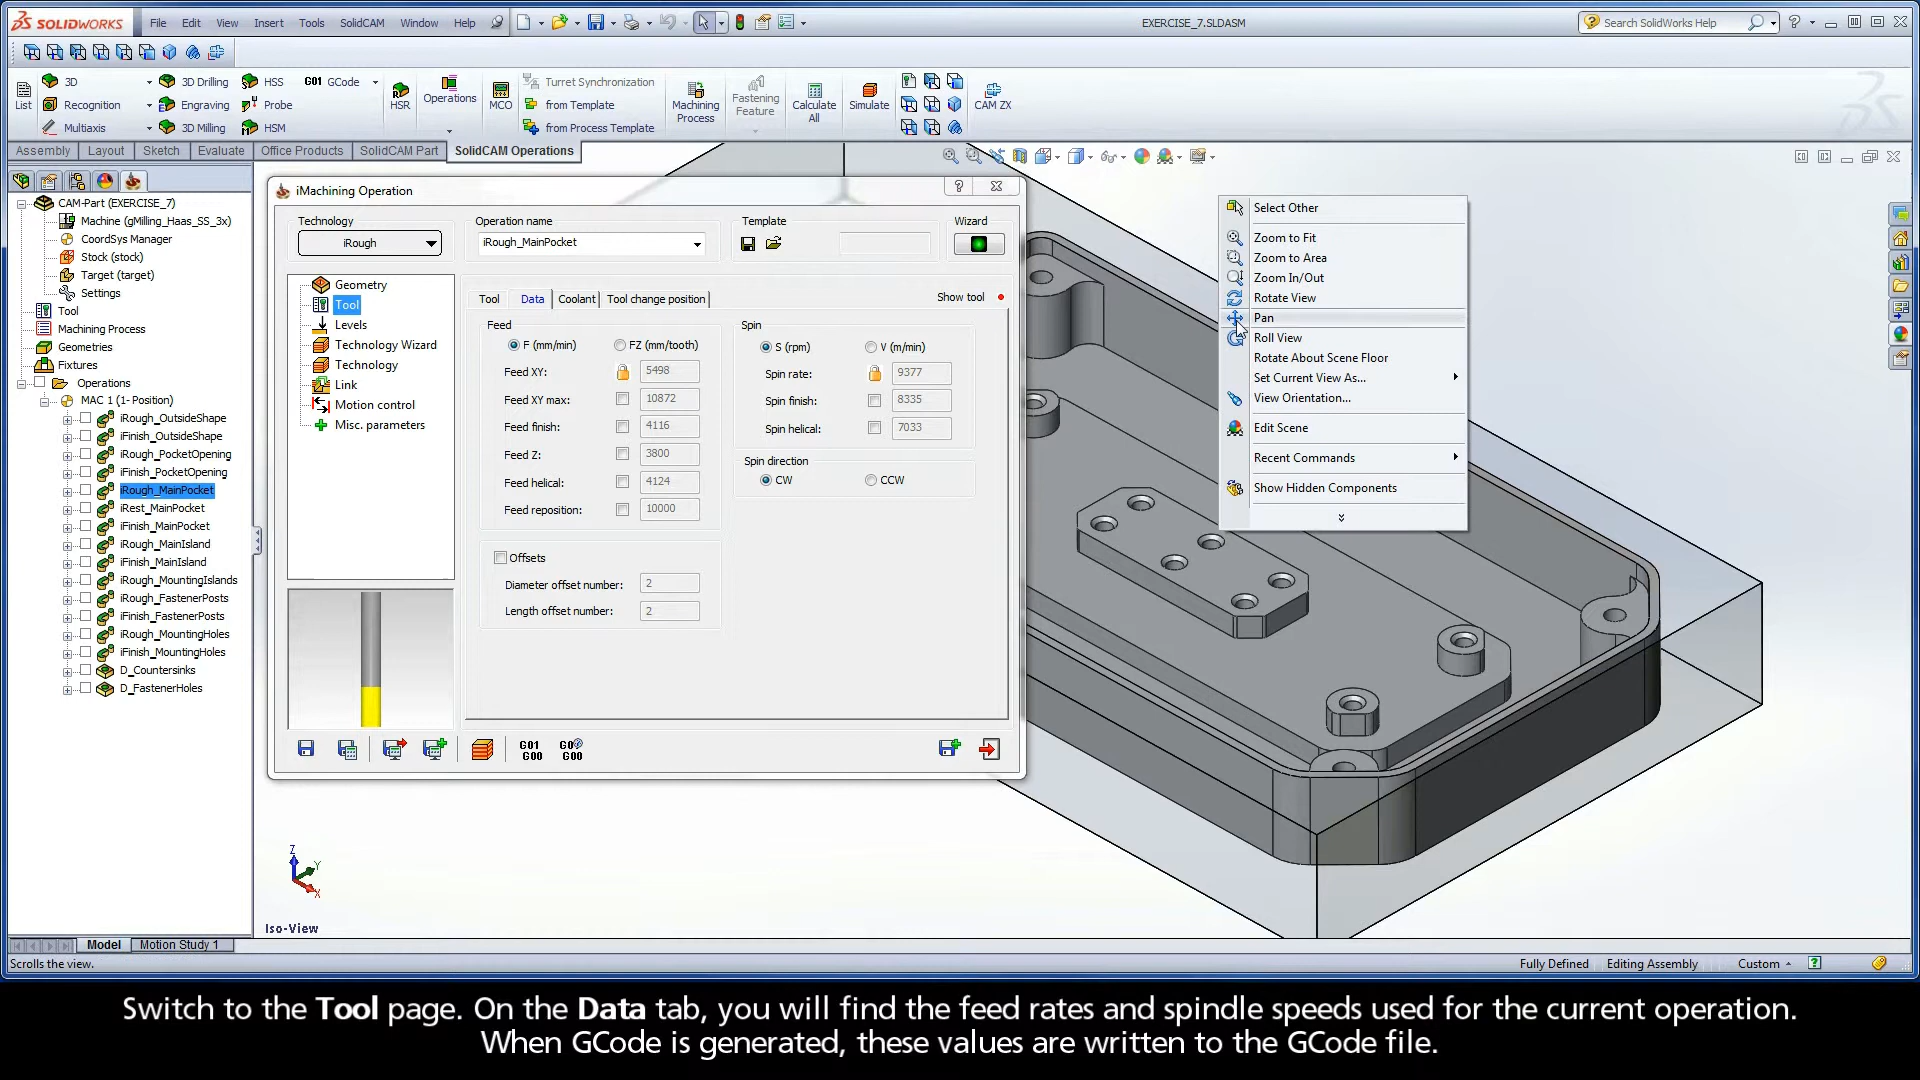 SOLIDWORKS File Edit View Insert Tools SolidCAM Window Help EXERCISE_7.SLDASM Search SolidWorks Help
3D 3D Drilling HSS G01 GCode Turret Synchronization
List Recognition Engraving Probe HSR Operations MCO from Template Machining Process Fastening Feature Calculate All Simulate CAM ZX
Multiaxis 3D Milling HSM from Process Template
Assembly Layout Sketch Evaluate Office Products SolidCAM Part SolidCAM Operations
CAM-Part (EXERCISE_7)
Machine (gMilling_Haas_SS_3x)
CoordSys Manager
Stock (stock)
Target (target)
Settings
Tool
Machining Process
Geometries
Fixtures
Operations
MAC 1 (1- Position)
iRough_OutsideShape
iFinish_OutsideShape
iRough_PocketOpening
iFinish_PocketOpening
iRough_MainPocket
iRest_MainPocket
iFinish_MainPocket
iRough_MainIsland
iFinish_MainIsland
iRough_MountingIslands
iRough_FastenerPosts
iFinish_FastenerPosts
iRough_MountingHoles
iFinish_MountingHoles
D_Countersinks
D_FastenerHoles
iMachining Operation
Technology Operation name Template Wizard
iRough iRough_MainPocket
Geometry
Tool
Levels
Technology Wizard
Technology
Link
Motion control
Misc. parameters
Tool Data Coolant Tool change position Show tool
Feed Spin
F (mm/min) FZ (mm/tooth) S (rpm) V (m/min)
Feed XY: 5498 Spin rate: 9377
Feed XY max: 10872 Spin finish: 8335
Feed finish: 4116 Spin helical: 7033
Feed Z: 3800 Spin direction
Feed helical: 4124 CW CCW
Feed reposition: 10000
Offsets
Diameter offset number: 2
Length offset number: 2
G01 G00 G00
Select Other
Zoom to Fit
Zoom to Area
Zoom In/Out
Rotate View
Pan
Roll View
Rotate About Scene Floor
Set Current View As...
View Orientation...
Edit Scene
Recent Commands
Show Hidden Components
Z Y X
Iso-View
Model Motion Study 1
Scrolls the view. Fully Defined Editing Assembly Custom
Switch to the Tool page. On the Data tab, you will find the feed rates and spindle speeds used for the current operation.
When GCode is generated, these values are written to the GCode file.